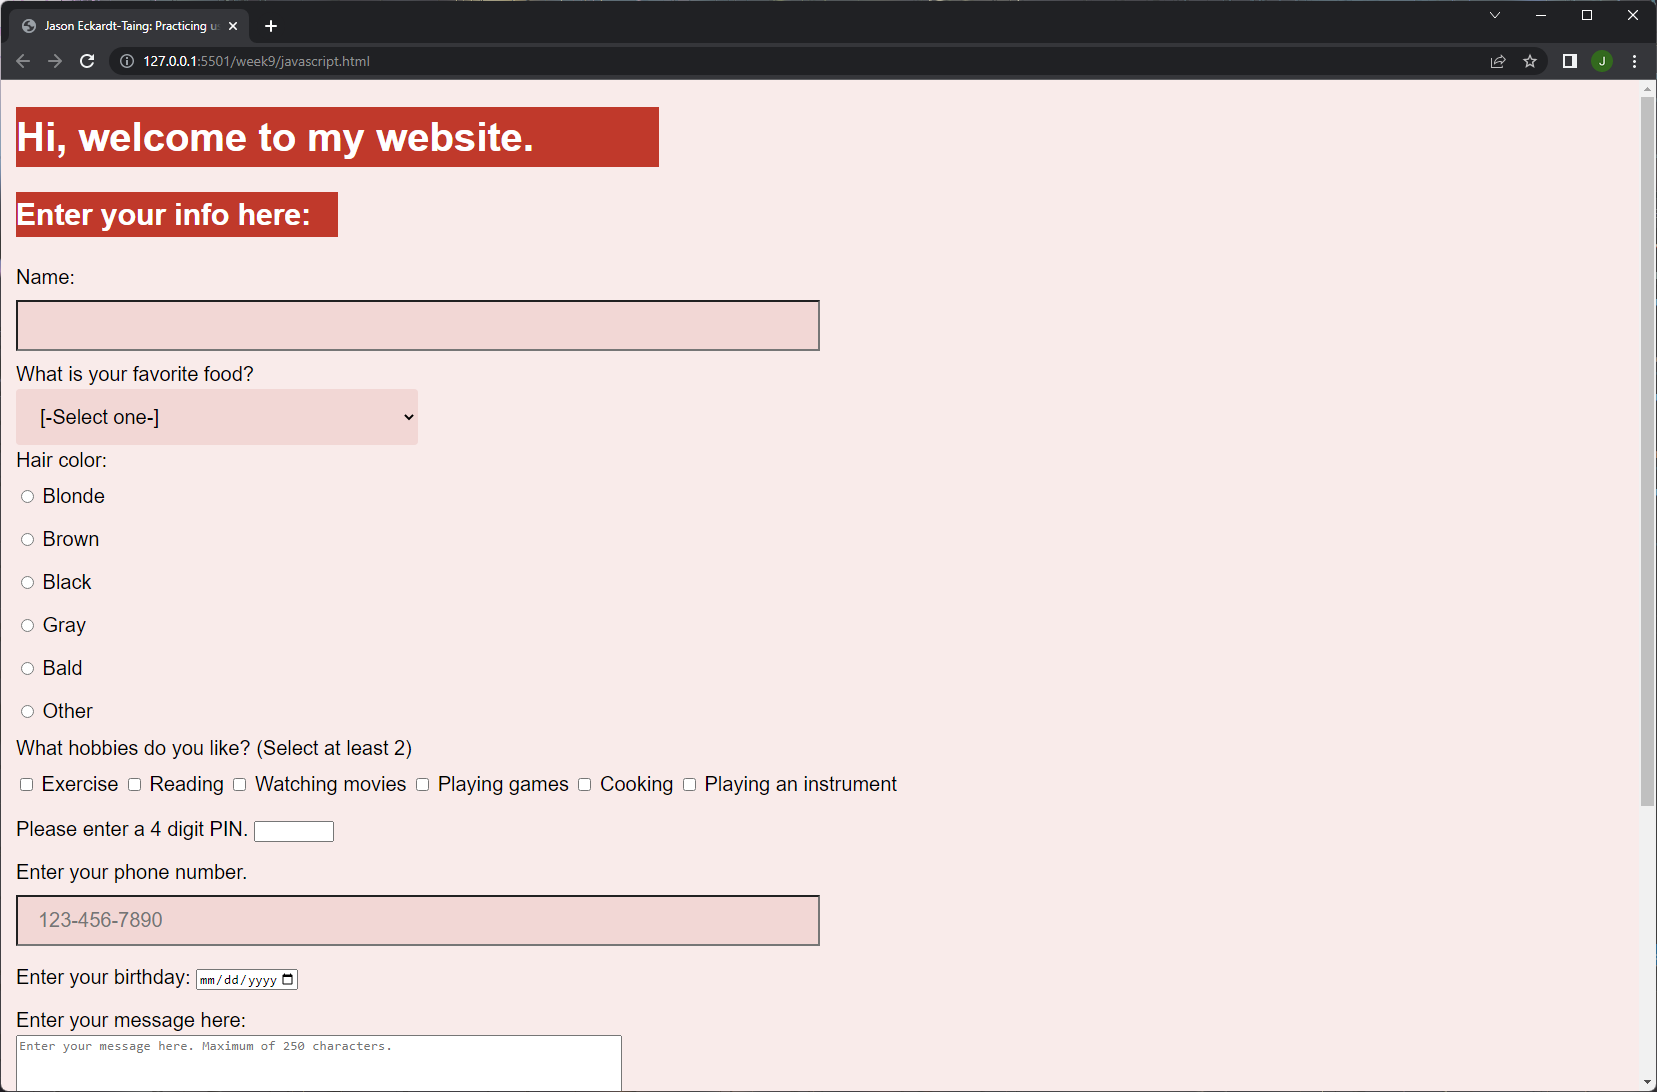 Jason Eckardt-Taing: Practicing u
127.0.0.1:5501/week9/javascript.html
J
Hi, welcome to my website.
Enter your info here:
Name:
What is your favorite food?
[-Select one-]
Hair color:
Blonde
Brown
Black
Gray
Bald
Other
What hobbies do you like? (Select at least 2)
Exercise Reading Watching movies Playing games Cooking Playing an instrument
Please enter a 4 digit PIN.
Enter your phone number.
123-456-7890
Enter your birthday: mm/dd/yyyy
Enter your message here:
Enter your message here. Maximum of 250 characters.